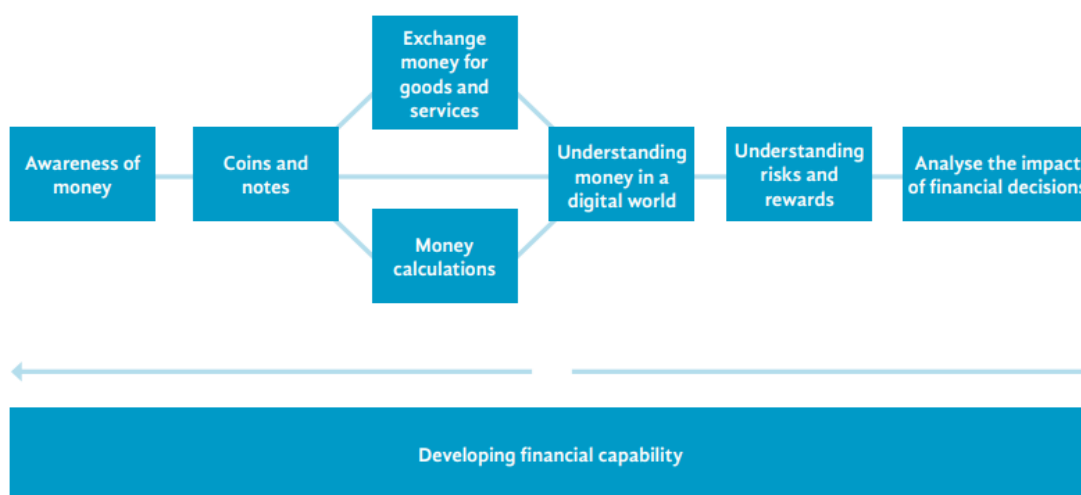 Awareness of
money
Coins and
notes
Exchange
money for
goods and
services
Money
calculations
Understanding
money in a
digital world
Understanding
risks and
rewards
Analyse the impact
of financial decisions
Developing financial capability